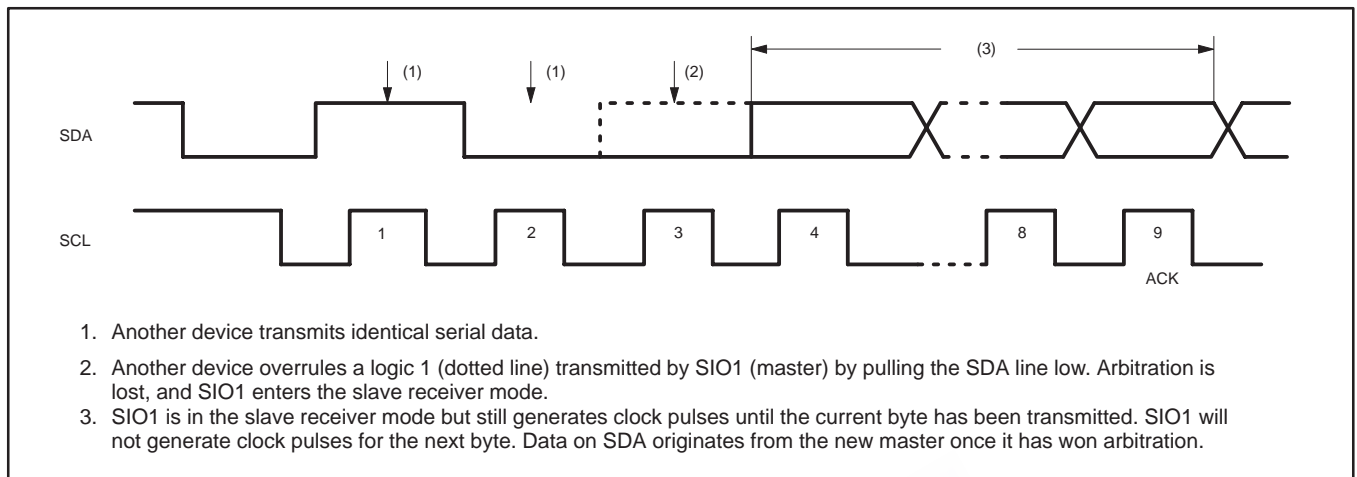 (3)
(1) (1) (2)
SDA
SCL
1 2 3 4 8 9
ACK
1. Another device transmits identical serial data.
2. Another device overrules a logic 1 (dotted line) transmitted by SIO1 (master) by pulling the SDA line low. Arbitration is
lost, and SIO1 enters the slave receiver mode.
3. SIO1 is in the slave receiver mode but still generates clock pulses until the current byte has been transmitted. SIO1 will
not generate clock pulses for the next byte. Data on SDA originates from the new master once it has won arbitration.